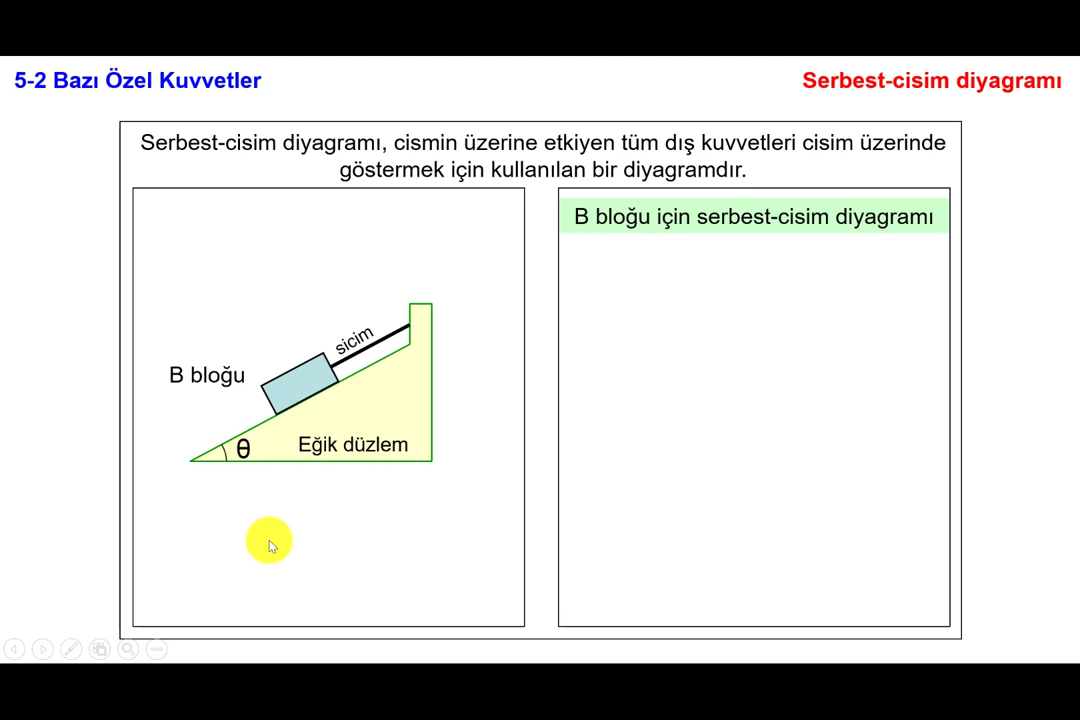 5-2 Bazı Özel Kuvvetler
Serbest-cisim diyagramı
Serbest-cisim diyagramı, cismin üzerine etkiyen tüm dış kuvvetleri cisim üzerinde
göstermek için kullanılan bir diyagramdır.
B bloğu için serbest-cisim diyagramı
sicim
B bloğu
θ
Eğik düzlem